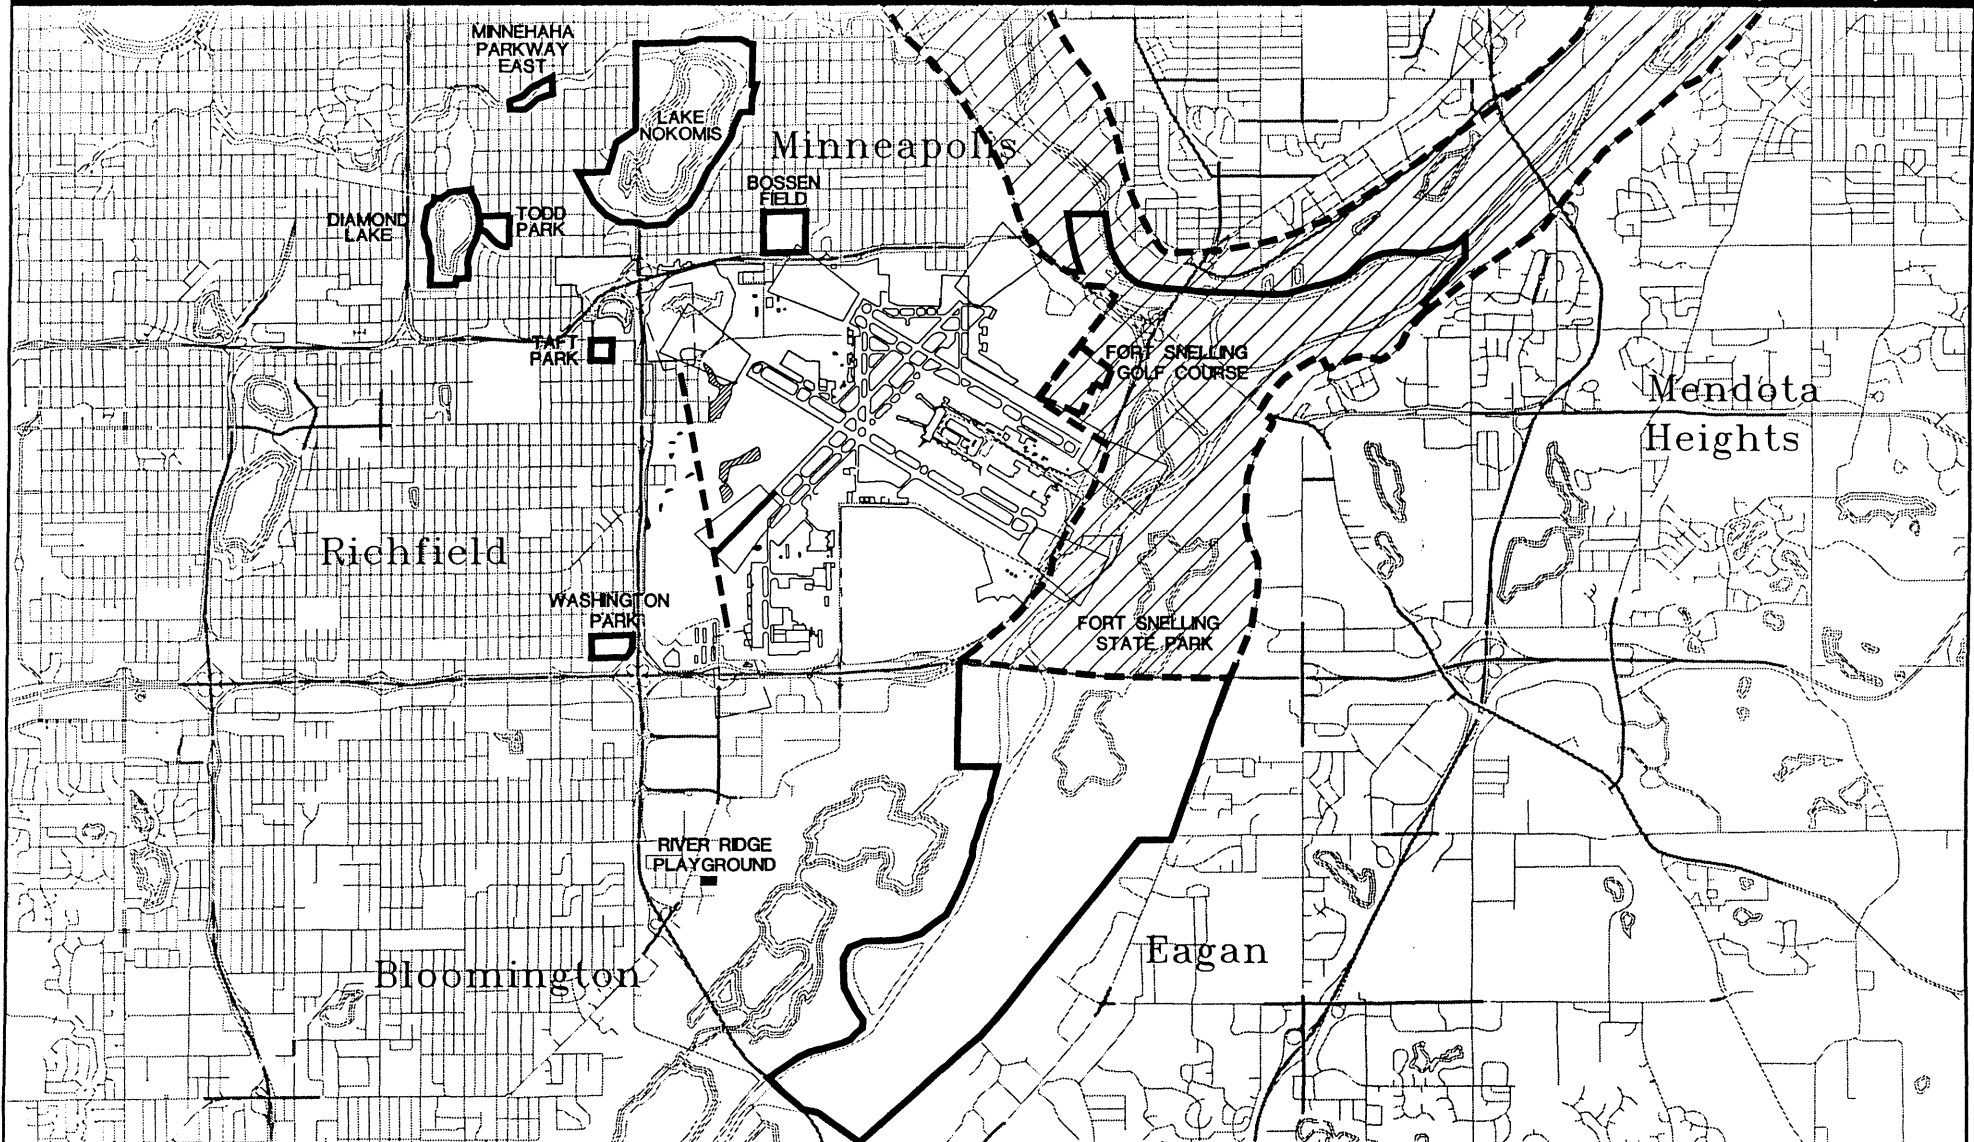 MINNEHAHA
PARKWAY
EAST
LAKE
NOKOMIS
Minneapolis
BOSSEN
FIELD
DIAMOND
LAKE
TODD
PARK
TAFT
PARK
FORT SNELLING
GOLF COURSE
Mendota
Heights
Richfield
WASHINGTON
PARK
FORT SNELLING
STATE PARK
RIVER RIDGE
PLAYGROUND
Eagan
Bloomington